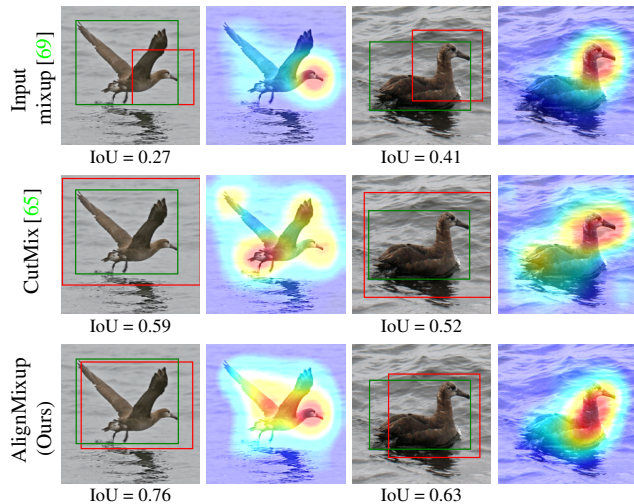 Input
mixup [69]
IoU = 0.27
IoU = 0.41
CutMix [65]
IoU = 0.59
IoU = 0.52
AlignMixup
(Ours)
IoU = 0.76
IoU = 0.63